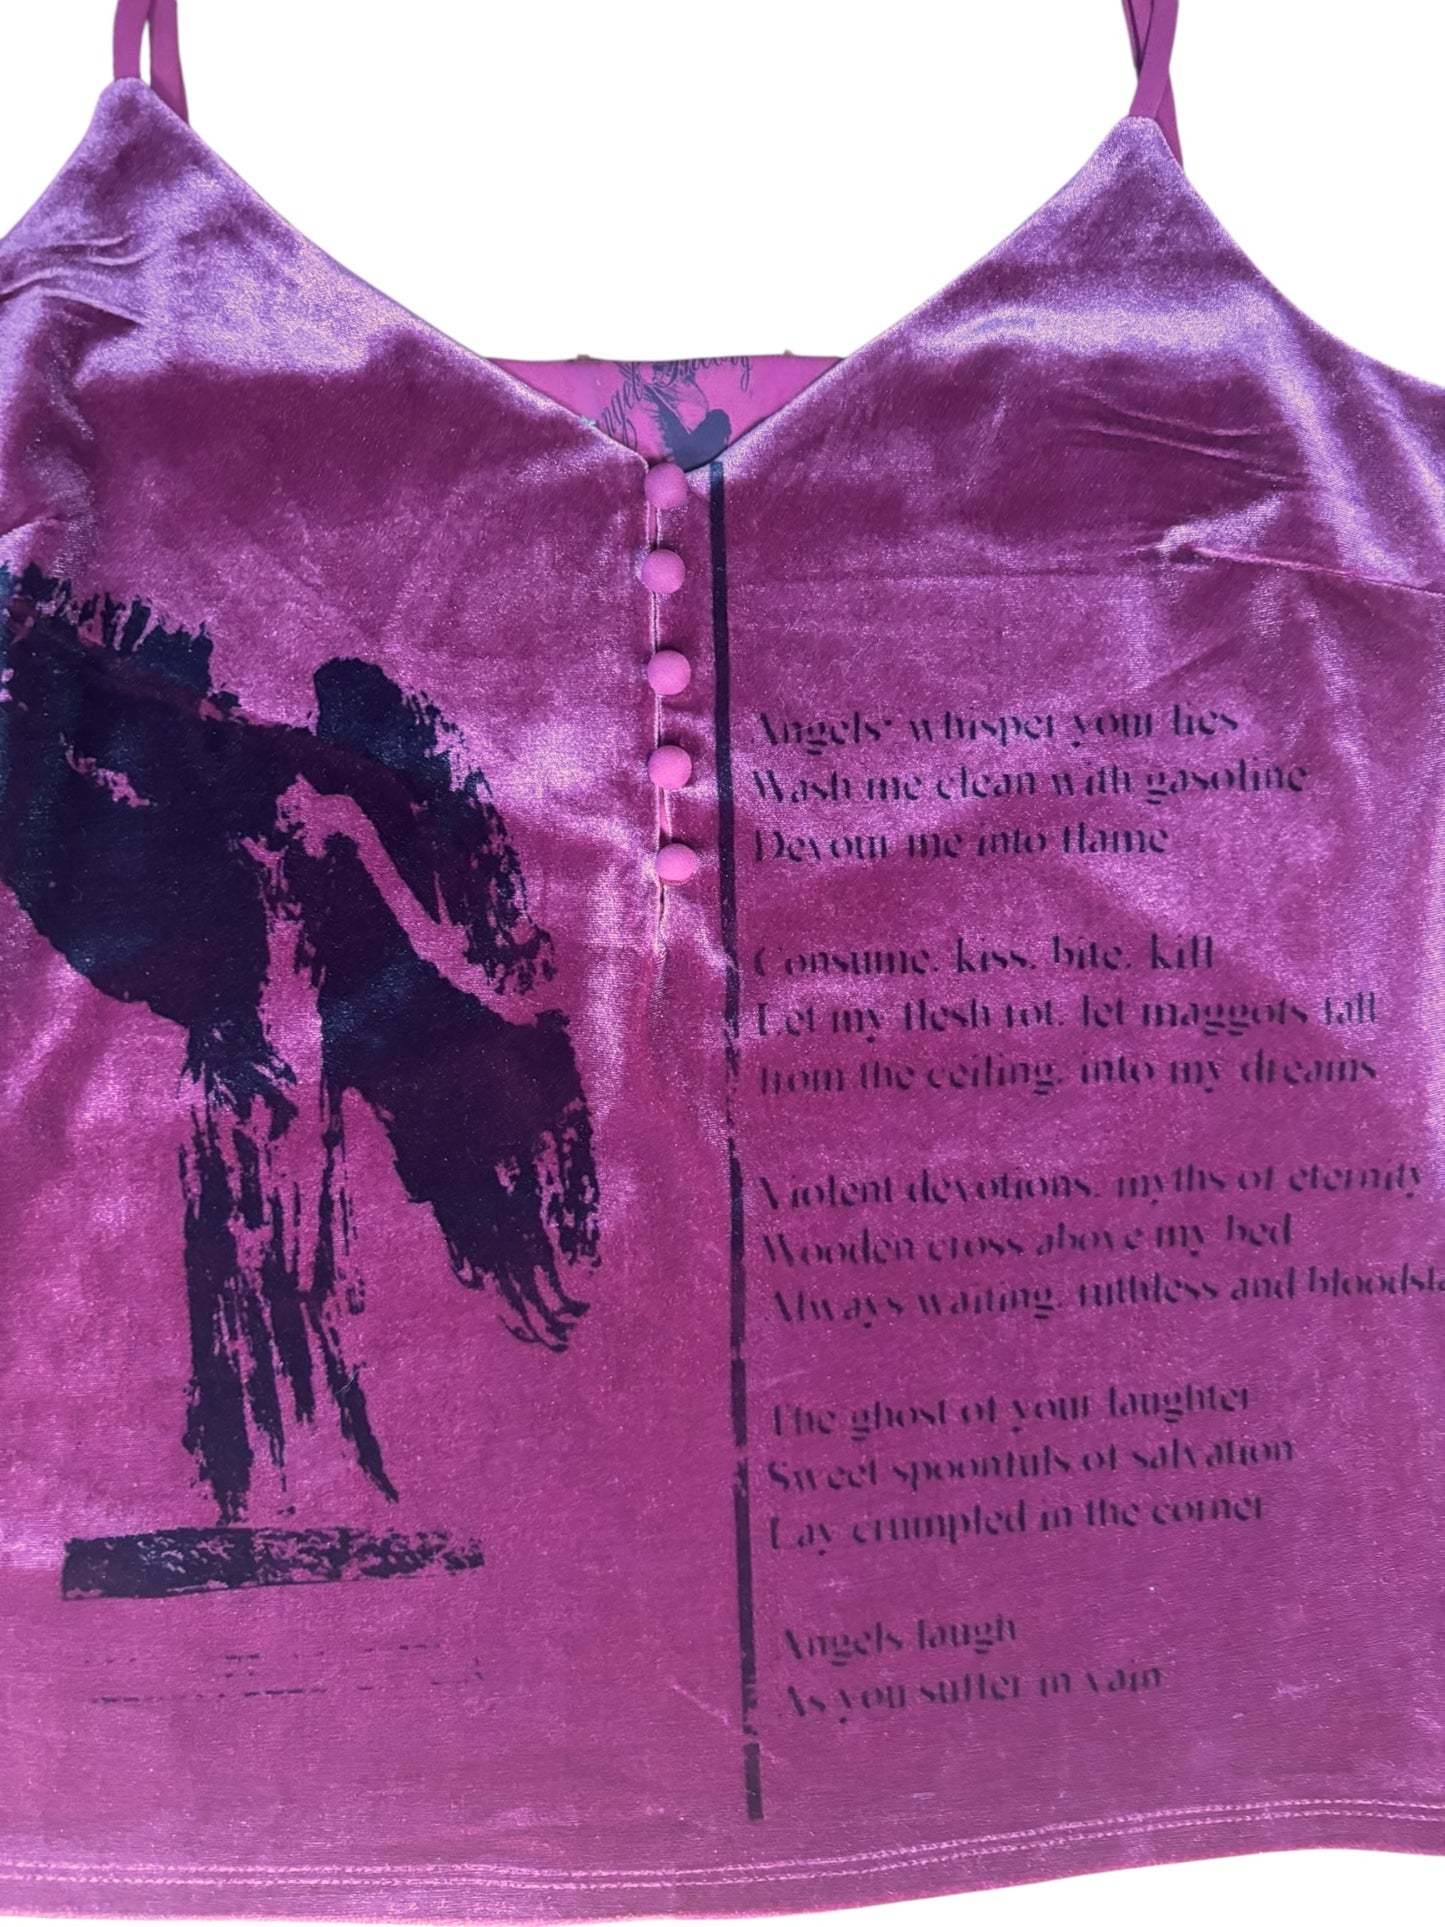 Angel Theory
Angels' whisper your lies
Wash me clean with gasoline
Devour me into flame
Consume, kiss, bite, kill
Let my flesh rot, let maggots fall
from the ceiling, into my dreams
Violent devotions, myths of eternity
Wooden cross above my bed
Always waiting, ruthless and
The ghost of your laughter
Sweet spoonfuls of salvation
Lay crumpled in the corner
Angels laugh
As you suffer in vain